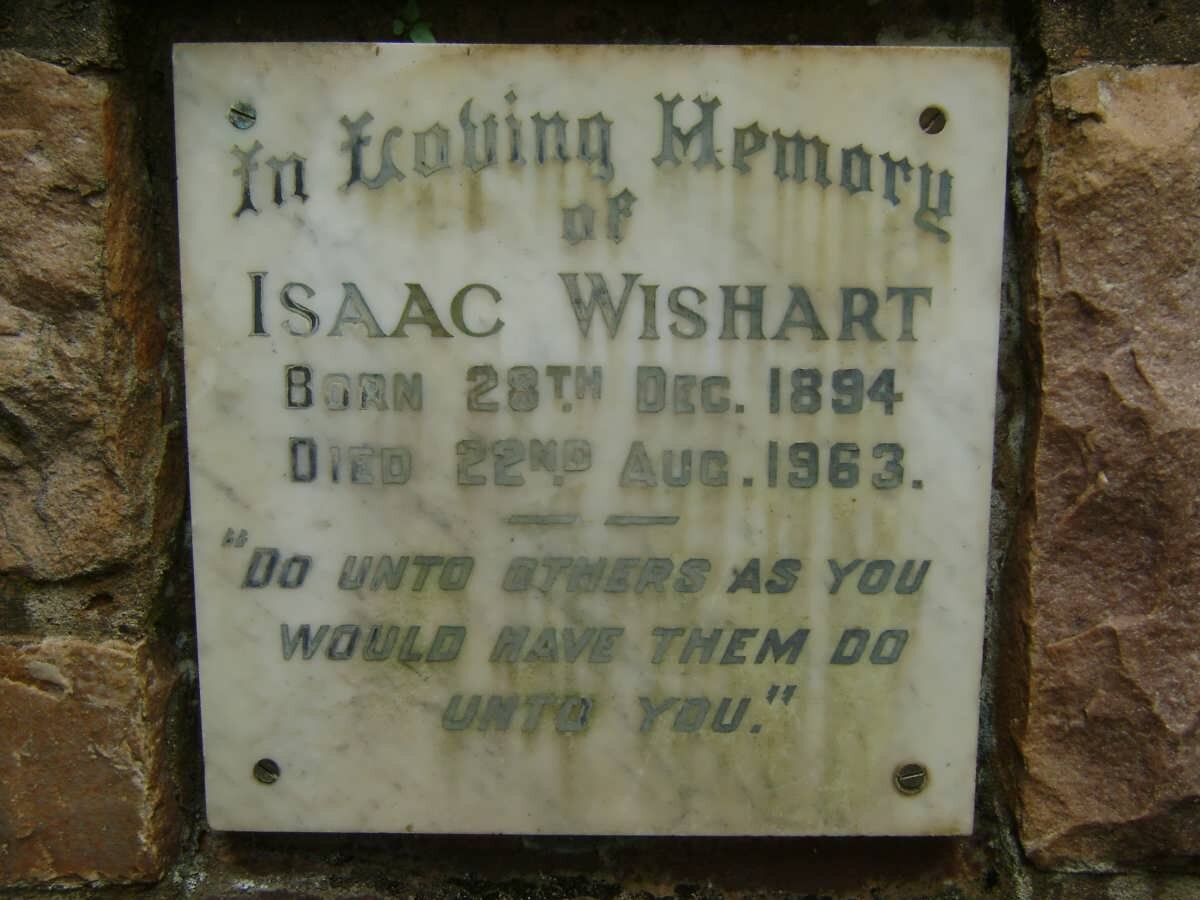 In Loving Memory
of
ISAAC WISHART
BORN 28TH DEC. 1894
DIED 22ND AUG. 1963.
"DO UNTO OTHERS AS YOU
WOULD HAVE THEM DO
UNTO YOU."